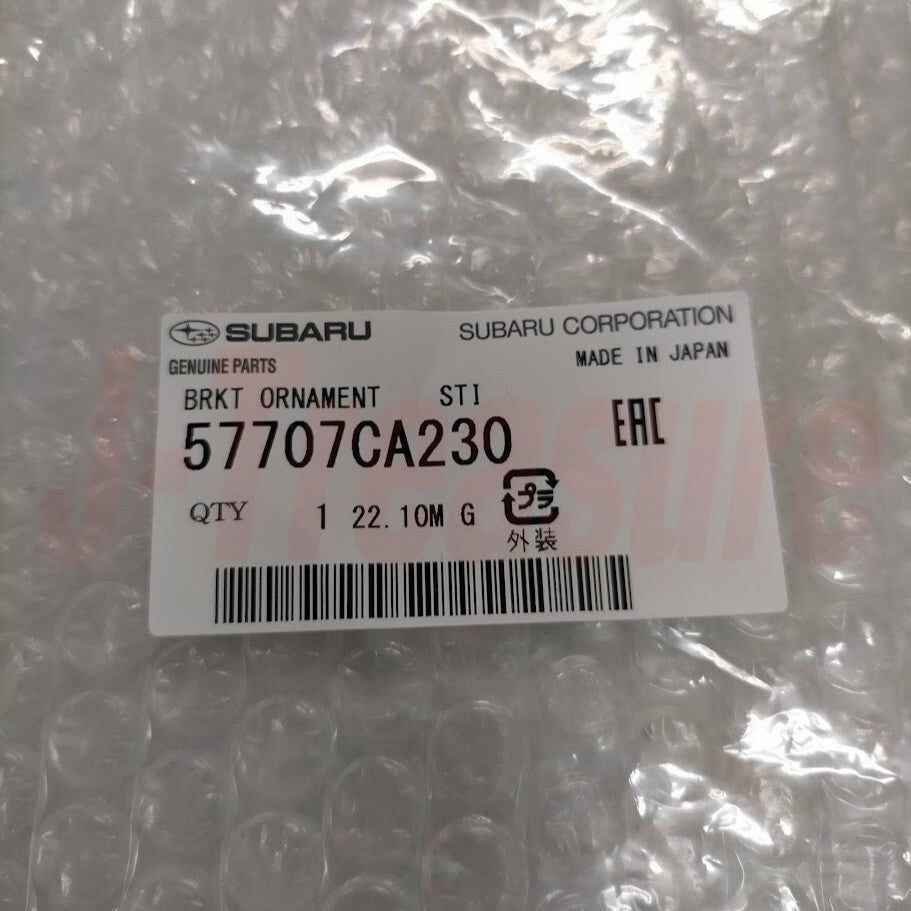 SUBARU SUBARU CORPORATION
GENUINE PARTS MADE IN JAPAN
BRKT ORNAMENT STI
57707CA230 EAC
QTY 1 22.10M G プラ
外装
J-Treasure